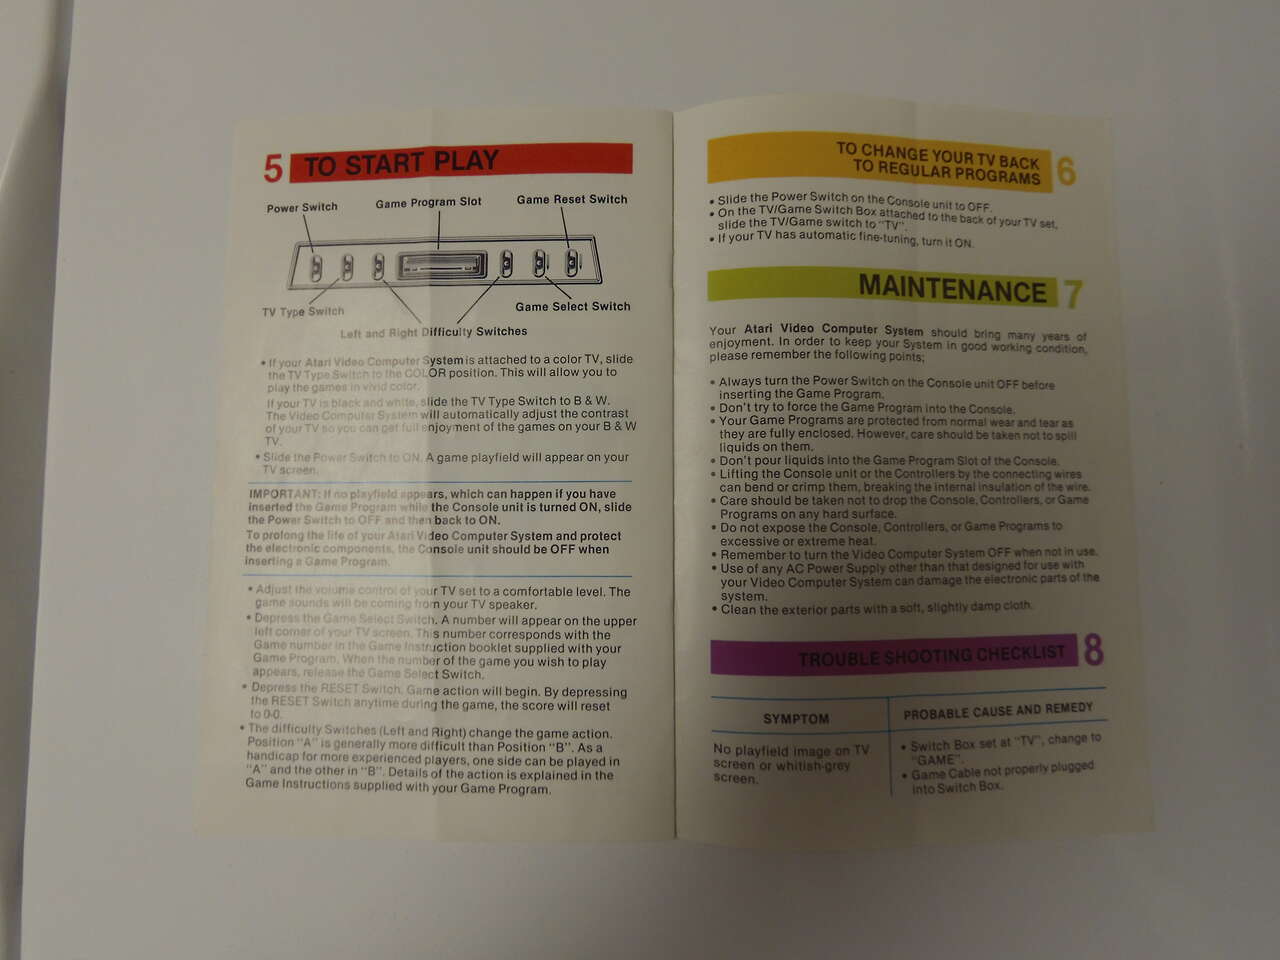 5 TO START PLAY
Power Switch
Game Program Slot
Game Reset Switch
TV Type Switch
Game Select Switch
Left and Right Difficulty Switches
• If your Atari Video Computer System is attached to a color TV, slide
the TV Type Switch to the COLOR position. This will allow you to
play the games in vivid color.
If your TV is black and white, slide the TV Type Switch to B & W.
The Video Computer System will automatically adjust the contrast
of your TV so you can get full enjoyment of the games on your B & W
TV.
• Slide the Power Switch to ON. A game playfield will appear on your
TV screen.
IMPORTANT: If no playfield appears, which can happen if you have
inserted the Game Program while the Console unit is turned ON, slide
the Power Switch to OFF and then back to ON.
To prolong the life of your Atari Video Computer System and protect
the electronic components, the Console unit should be OFF when
inserting a Game Program.
• Adjust the volume control of your TV set to a comfortable level. The
game sounds will be coming from your TV speaker.
• Depress the Game Select Switch. A number will appear on the upper
left corner of your TV screen. This number corresponds with the
Game number in the Game Instruction booklet supplied with your
Game Program. When the number of the game you wish to play
appears, release the Game Select Switch.
• Depress the RESET Switch. Game action will begin. By depressing
the RESET Switch anytime during the game, the score will reset
to 0-0.
• The difficulty Switches (Left and Right) change the game action.
Position "A" is generally more difficult than Position "B". As a
handicap for more experienced players, one side can be played in
"A" and the other in "B". Details of the action is explained in the
Game Instructions supplied with your Game Program.
TO CHANGE YOUR TV BACK
TO REGULAR PROGRAMS 6
• Slide the Power Switch on the Console unit to OFF.
• On the TV/Game Switch Box attached to the back of your TV set,
slide the TV/Game switch to "TV".
• If your TV has automatic fine-tuning, turn it ON.
MAINTENANCE 7
Your Atari Video Computer System should bring many years of
enjoyment. In order to keep your System in good working condition,
please remember the following points;
• Always turn the Power Switch on the Console unit OFF before
inserting the Game Program.
• Don't try to force the Game Program into the Console.
• Your Game Programs are protected from normal wear and tear as
they are fully enclosed. However, care should be taken not to spill
liquids on them.
• Don't pour liquids into the Game Program Slot of the Console.
• Lifting the Console unit or the Controllers by the connecting wires
can bend or crimp them, breaking the internal insulation of the wire.
• Care should be taken not to drop the Console, Controllers, or Game
Programs on any hard surface.
• Do not expose the Console, Controllers, or Game Programs to
excessive or extreme heat.
• Remember to turn the Video Computer System OFF when not in use.
• Use of any AC Power Supply other than that designed for use with
your Video Computer System can damage the electronic parts of the
system.
• Clean the exterior parts with a soft, slightly damp cloth.
TROUBLE SHOOTING CHECKLIST 8
SYMPTOM
PROBABLE CAUSE AND REMEDY
No playfield image on TV
screen or whitish-grey
screen.
• Switch Box set at "TV", change to
"GAME".
• Game Cable not properly plugged
into Switch Box.